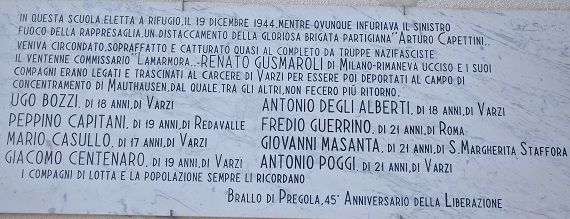 IN QUESTA SCUOLA, ELETTA A RIFUGIO, IL 19 DICEMBRE 1944, MENTRE OVUNQUE INFURIAVA IL SINISTRO
FUOCO DELLA RAPPRESAGLIA, UN DISTACCAMENTO DELLA GLORIOSA BRIGATA PARTIGIANA "ARTURO CAPETTINI"..
VENIVA CIRCONDATO, SOPRAFFATTO E CATTURATO QUASI AL COMPLETO DA TRUPPE NAZIFASCISTE.
IL VENTENNE COMMISSARIO "LAMARMORA"-RENATO GUSMAROLI DI MILANO-RIMANEVA UCCISO E I SUOI
COMPAGNI ERANO LEGATI E TRASCINATI AL CARCERE DI VARZI PER ESSERE POI DEPORTATI AL CAMPO DI
CONCENTRAMENTO DI MAUTHAUSEN, DAL QUALE, TRA GLI ALTRI, NON FECERO PIÙ RITORNO.
UGO BOZZI, DI 18 ANNI, DI VARZI ANTONIO DEGLI ALBERTI, DI 18 ANNI, DI VARZI
PEPPINO CAPITANI, DI 19 ANNI, DI REDAVALLE FREDIO GUERRINO, DI 21 ANNI, DI ROMA
MARIO CASULLO, DI 17 ANNI, DI VARZI GIOVANNI MASANTA, DI 21 ANNI, DI S. MARGHERITA STAFFORA
GIACOMO CENTENARO, DI 19 ANNI, DI VARZI ANTONIO POGGI, DI 21 ANNI, DI VARZI
I COMPAGNI DI LOTTA E LA POPOLAZIONE SEMPRE LI RICORDANO
BRALLO DI PREGOLA, 45° ANNIVERSARIO DELLA LIBERAZIONE